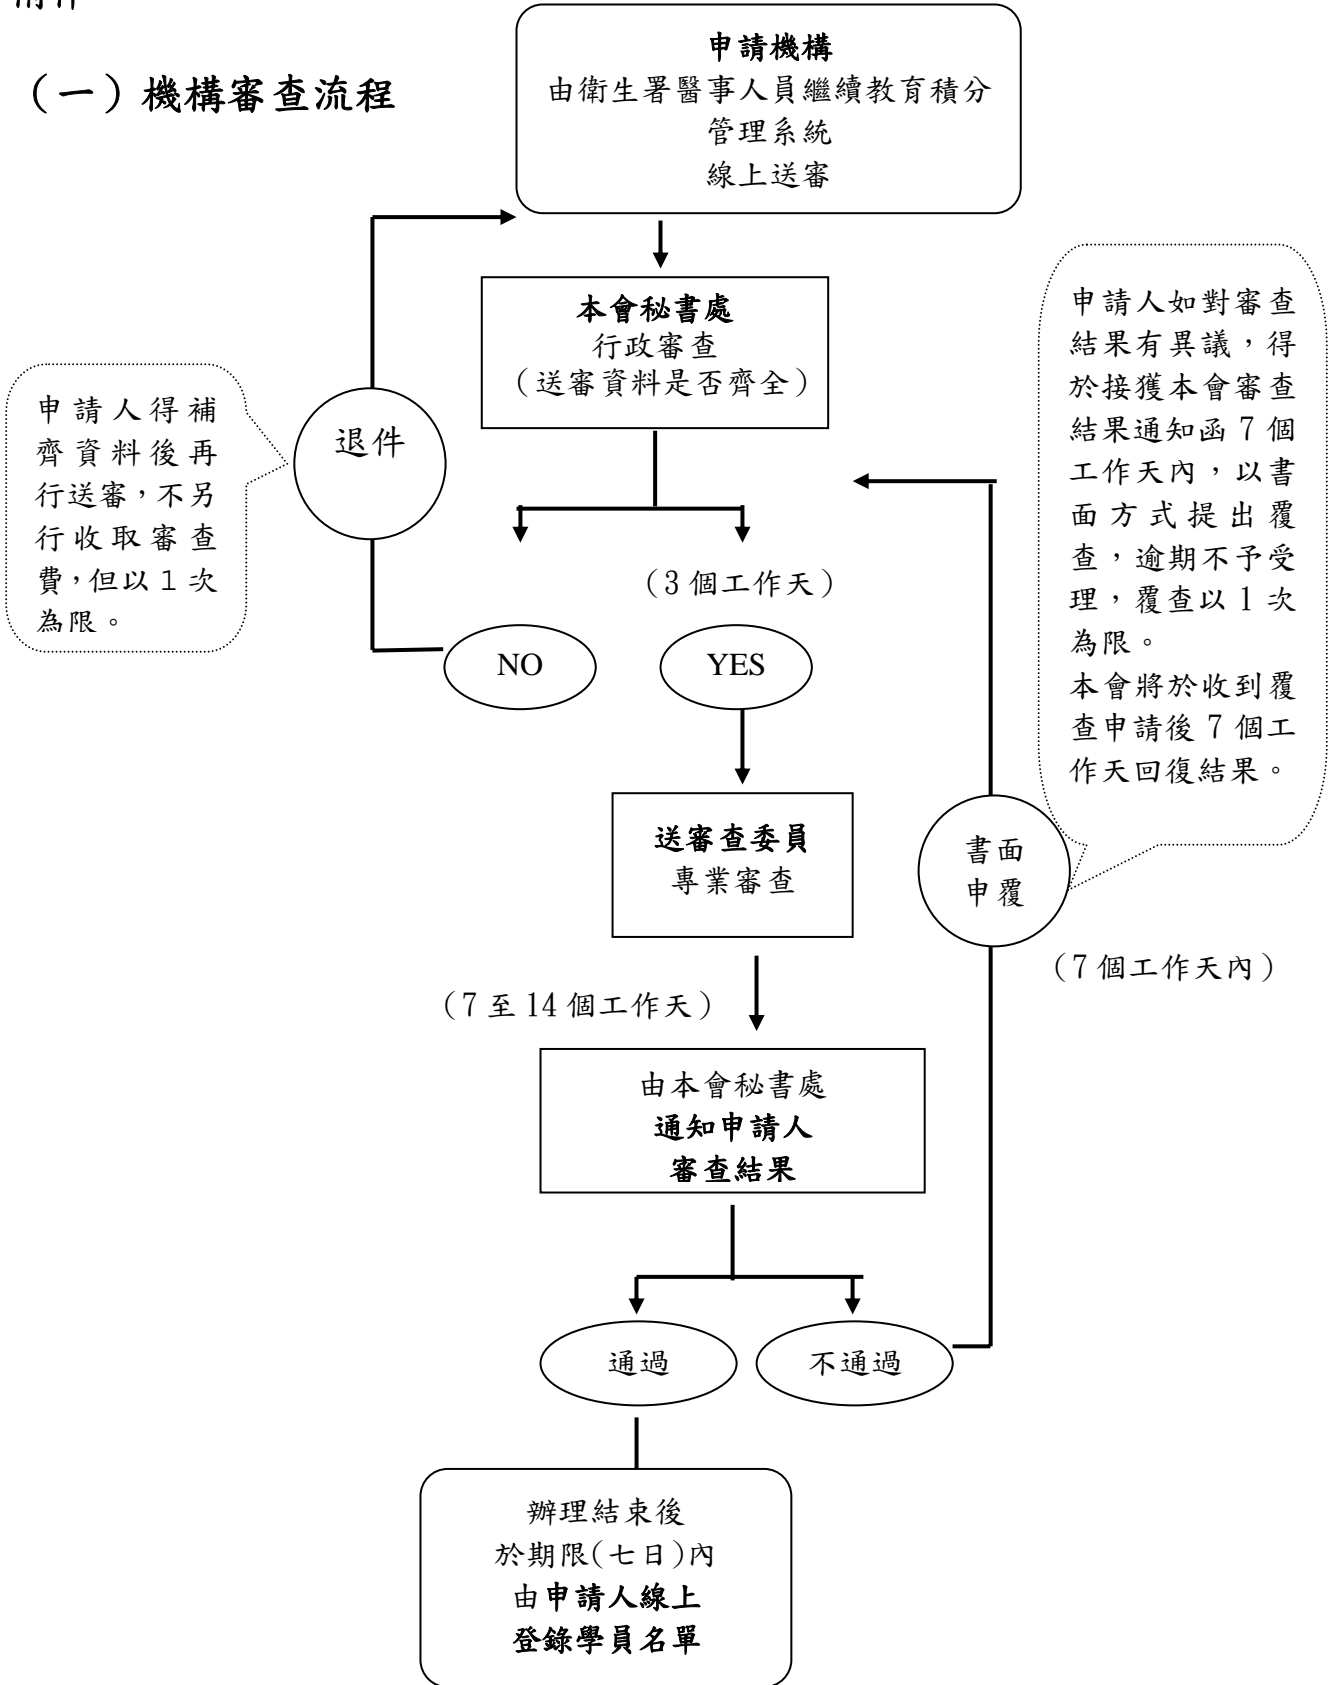 附件
（一）機構審查流程
申請機構
由衛生署醫事人員繼續教育積分
管理系統
線上送審
本會秘書處
行政審查
（送審資料是否齊全）
退件
申請人得補
齊資料後再
行送審，不另
行收取審查
費，但以 1 次
為限。
申請人如對審查
結果有異議，得
於接獲本會審查
結果通知函 7 個
工作天內，以書
面方式提出覆
查，逾期不予受
理，覆查以 1 次
為限。
本會將於收到覆
查申請後 7 個工
作天回復結果。
（3 個工作天）
NO
YES
送審查委員
專業審查
書面
申覆
（7 個工作天內）
（7 至 14 個工作天）
由本會秘書處
通知申請人
審查結果
通過
不通過
辦理結束後
於期限(七日)內
由申請人線上
登錄學員名單